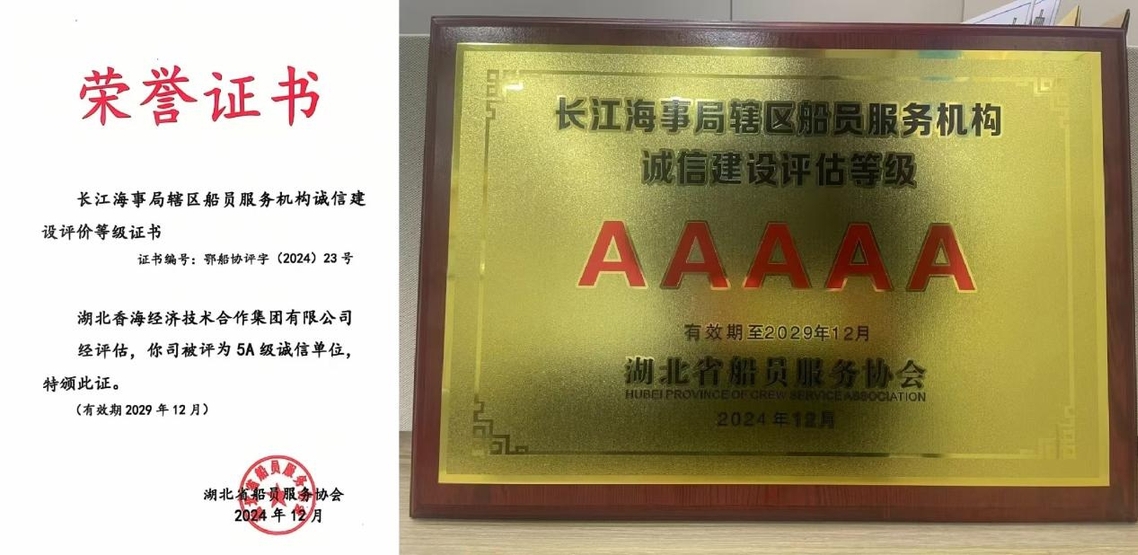 荣誉证书
长江海事局辖区船员服务机构诚信建
设评价等级证书
证书编号：鄂船协评字（2024）23号
湖北香海经济技术合作集团有限公司
经评估，你司被评为5A级诚信单位，
特颁此证。
（有效期2029年12月）
湖北省船员服务协会
2024年12月
长江海事局辖区船员服务机构
诚信建设评估等级
AAAAA
有效期至2029年12月
湖北省船员服务协会
HUBEI PROVINCE OF CREW SERVICE ASSOCIATION
2024年12月